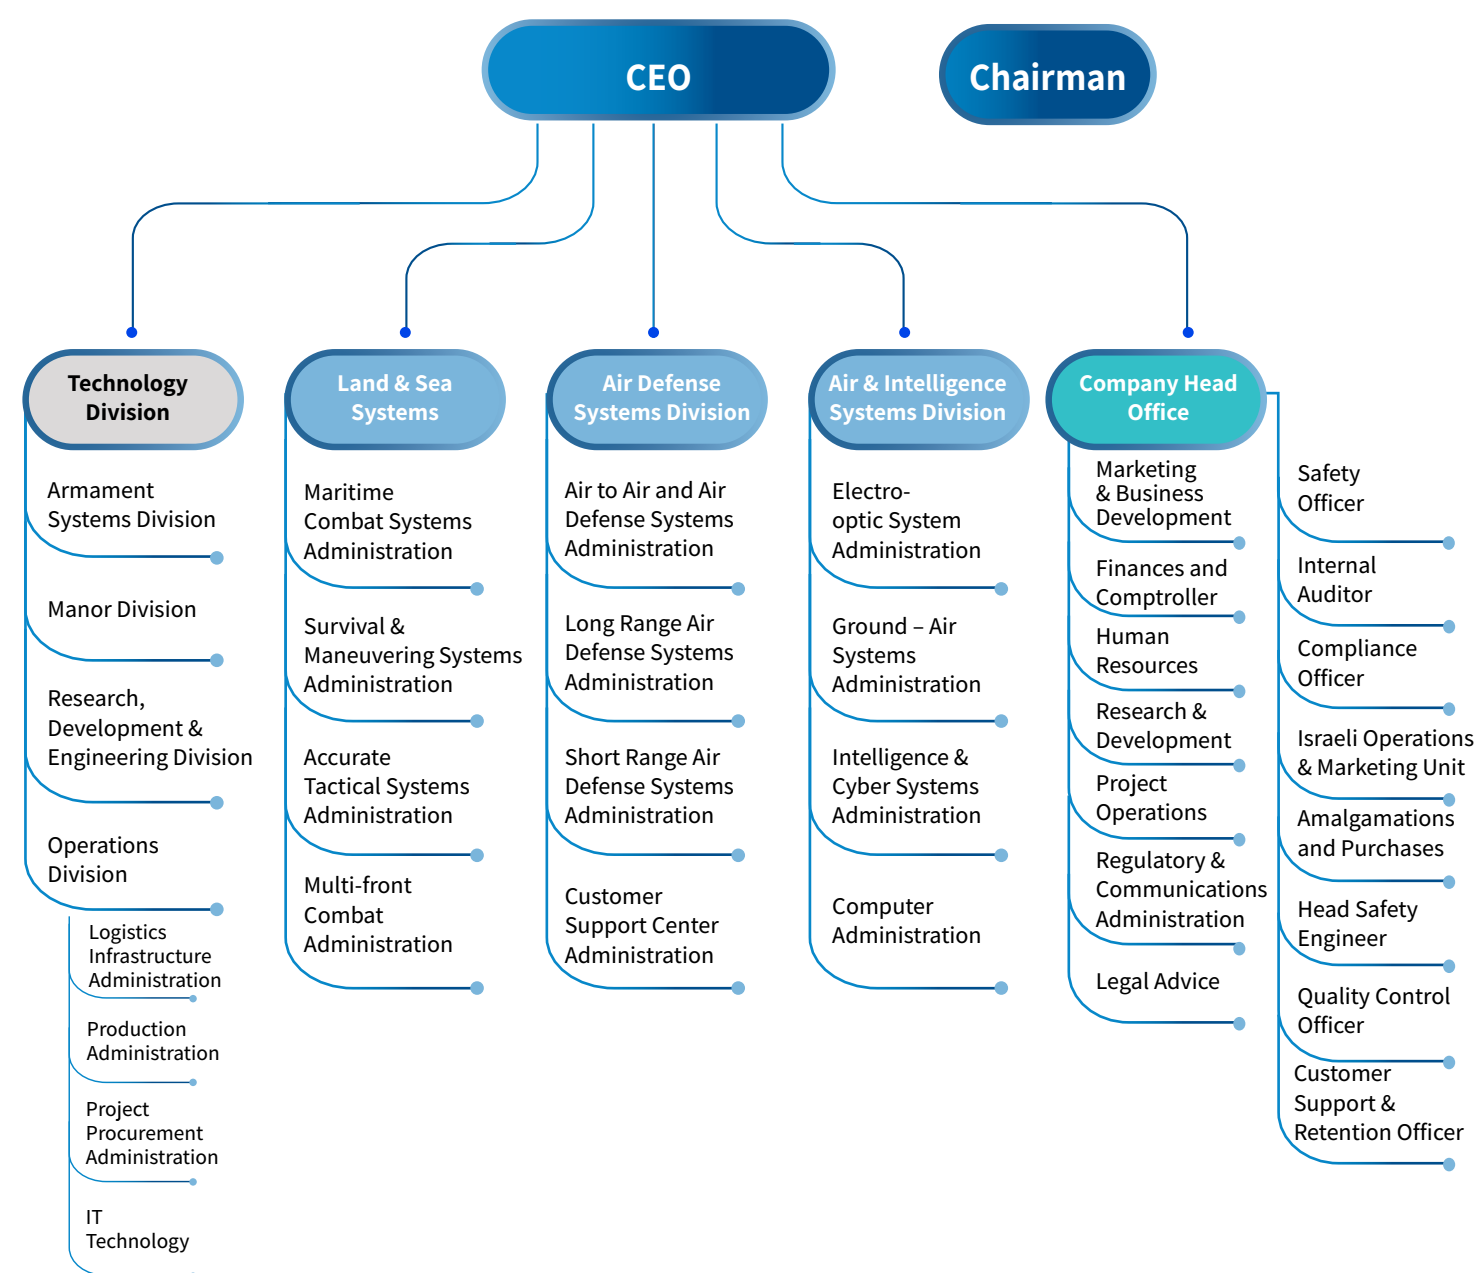 CEO
Chairman
Technology
Division
Land & Sea
Systems
Air Defense
Systems Division
Air & Intelligence
Systems Division
Company Head
Office
Armament
Systems Division
Manor Division
Research,
Development &
Engineering Division
Operations
Division
Logistics
Infrastructure
Administration
Production
Administration
Project
Procurement
Administration
IT
Technology
Maritime
Combat Systems
Administration
Survival &
Maneuvering Systems
Administration
Accurate
Tactical Systems
Administration
Multi-front
Combat
Administration
Air to Air and Air
Defense Systems
Administration
Long Range Air
Defense Systems
Administration
Short Range Air
Defense Systems
Administration
Customer
Support Center
Administration
Electro-
optic System
Administration
Ground – Air
Systems
Administration
Intelligence &
Cyber Systems
Administration
Computer
Administration
Marketing
& Business
Development
Finances and
Comptroller
Human
Resources
Research &
Development
Project
Operations
Regulatory &
Communications
Administration
Legal Advice
Safety
Officer
Internal
Auditor
Compliance
Officer
Israeli Operations
& Marketing Unit
Amalgamations
and Purchases
Head Safety
Engineer
Quality Control
Officer
Customer
Support &
Retention Officer